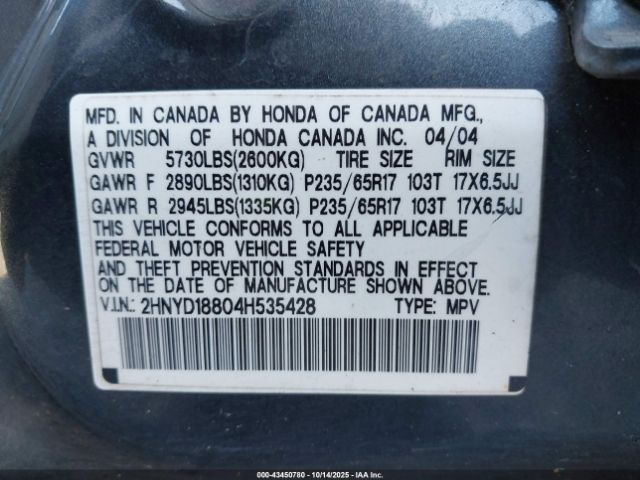 MFD. IN CANADA BY HONDA OF CANADA MFG.,
A DIVISION OF HONDA CANADA INC. 04/04
GVWR 5730LBS(2600KG) TIRE SIZE RIM SIZE
GAWR F 2890LBS(1310KG) P235/65R17 103T 17X6.5JJ
GAWR R 2945LBS(1335KG) P235/65R17 103T 17X6.5JJ
THIS VEHICLE CONFORMS TO ALL APPLICABLE
FEDERAL MOTOR VEHICLE SAFETY
AND THEFT PREVENTION STANDARDS IN EFFECT
ON THE DATE OF MANUFACTURE SHOWN ABOVE.
V.I.N.: 2HNYD18804H535428 TYPE: MPV
000-43450780 - 10/14/2025 - IAAI Inc.